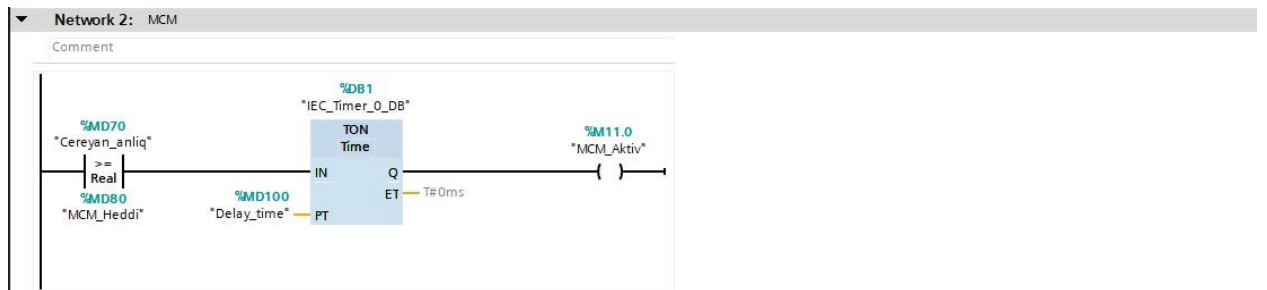 Network 2: MCM
Comment
%DB1
"IEC_Timer_0_DB"
%MD70
"Cereyan_anliq"
>=
Real
%MD80
"MCM_Heddi"
TON
Time
IN
Q
ET
T#0ms
%MD100
"Delay_time"
PT
%M11.0
"MCM_Aktiv"